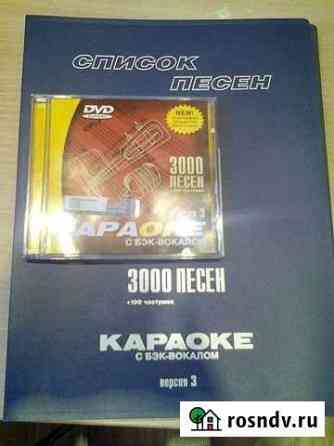 СПИСОК
ПЕСЕН
DVD
NEW!
3000
ПЕСЕН
КАРАОКЕ
С БЭК-ВОКАЛОМ
3000 ПЕСЕН
+100 частушек
КАРАОКЕ
С БЭК-ВОКАЛОМ
версия 3
rosndv.ru